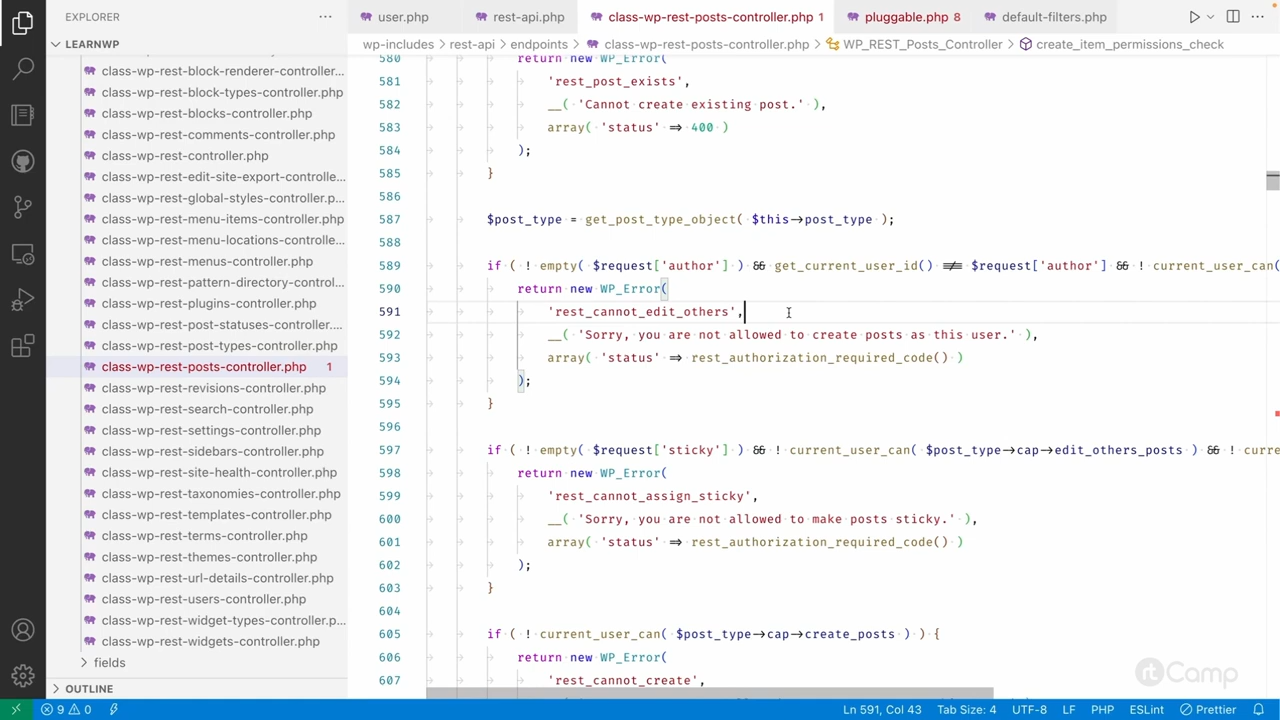 EXPLORER
LEARNWP
class-wp-rest-block-renderer-controller...
class-wp-rest-block-types-controller.php
class-wp-rest-blocks-controller.php
class-wp-rest-comments-controller.php
class-wp-rest-controller.php
class-wp-rest-edit-site-export-controlle...
class-wp-rest-global-styles-controller.p...
class-wp-rest-menu-items-controller.php
class-wp-rest-menu-locations-controlle...
class-wp-rest-menus-controller.php
class-wp-rest-pattern-directory-control...
class-wp-rest-plugins-controller.php
class-wp-rest-post-statuses-controller...
class-wp-rest-post-types-controller.php
class-wp-rest-posts-controller.php 1
class-wp-rest-revisions-controller.php
class-wp-rest-search-controller.php
class-wp-rest-settings-controller.php
class-wp-rest-sidebars-controller.php
class-wp-rest-site-health-controller.php
class-wp-rest-taxonomies-controller.php
class-wp-rest-templates-controller.php
class-wp-rest-terms-controller.php
class-wp-rest-themes-controller.php
class-wp-rest-url-details-controller.php
class-wp-rest-users-controller.php
class-wp-rest-widget-types-controller.p...
class-wp-rest-widgets-controller.php
fields
OUTLINE
user.php rest-api.php class-wp-rest-posts-controller.php 1 pluggable.php 8 default-filters.php
wp-includes > rest-api > endpoints > class-wp-rest-posts-controller.php > WP_REST_Posts_Controller > create_item_permissions_check
580 return new WP_Error(
581 'rest_post_exists',
582 __( 'Cannot create existing post.' ),
583 array( 'status' => 400 )
584 );
585 }
586
587 $post_type = get_post_type_object( $this->post_type );
588
589 if ( ! empty( $request['author'] ) && get_current_user_id() !== $request['author'] && ! current_user_can(
590 return new WP_Error(
591 'rest_cannot_edit_others',
592 __( 'Sorry, you are not allowed to create posts as this user.' ),
593 array( 'status' => rest_authorization_required_code() )
594 );
595 }
596
597 if ( ! empty( $request['sticky'] ) && ! current_user_can( $post_type->cap->edit_others_posts ) && ! curre
598 return new WP_Error(
599 'rest_cannot_assign_sticky',
600 __( 'Sorry, you are not allowed to make posts sticky.' ),
601 array( 'status' => rest_authorization_required_code() )
602 );
603 }
604
605 if ( ! current_user_can( $post_type->cap->create_posts ) ) {
606 return new WP_Error(
607 'rest_cannot_create',
rtCamp
9 0 Ln 591, Col 43 Tab Size: 4 UTF-8 LF PHP ESLint Prettier